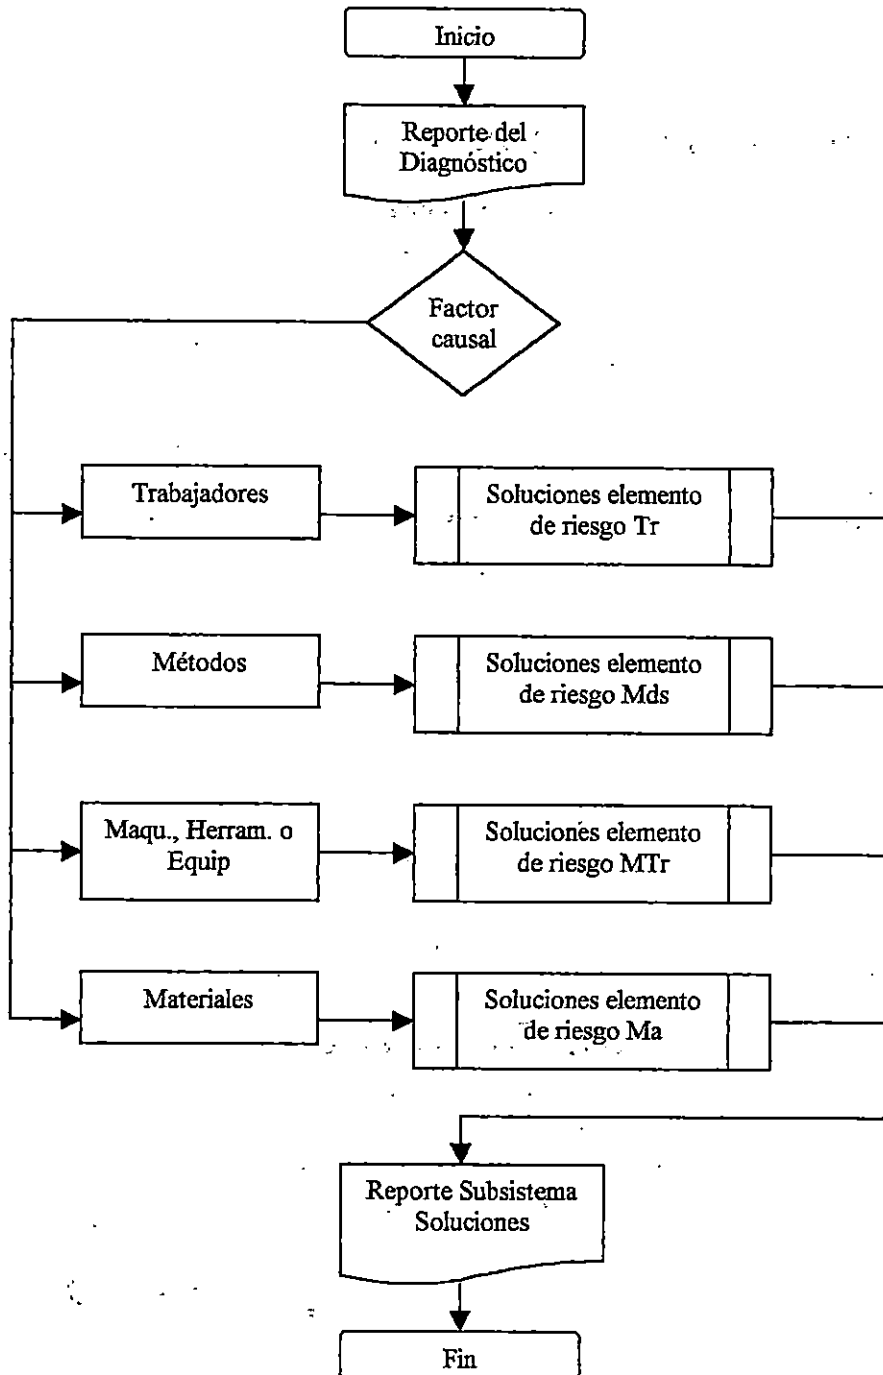 Inicio
Reporte del
Diagnóstico
Factor
causal
Trabajadores
Soluciones elemento
de riesgo Tr
Métodos
Soluciones elemento
de riesgo Mds
Maqu., Herram. o
Equip
Soluciones elemento
de riesgo MTr
Materiales
Soluciones elemento
de riesgo Ma
Reporte Subsistema
Soluciones
Fin